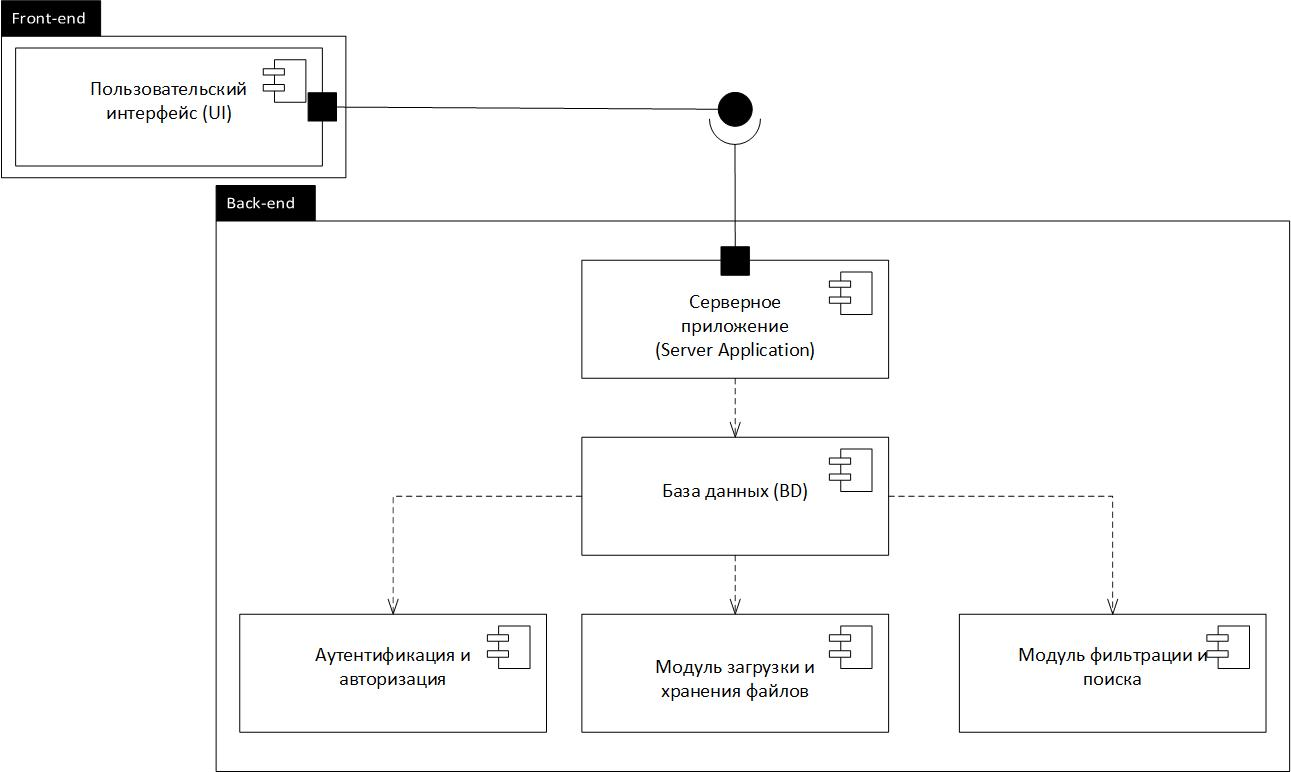 Front-end
Пользовательский
интерфейс (UI)
Back-end
Серверное
приложение
(Server Application)
База данных (BD)
Аутентификация и
авторизация
Модуль загрузки и
хранения файлов
Модуль фильтрации и
поиска